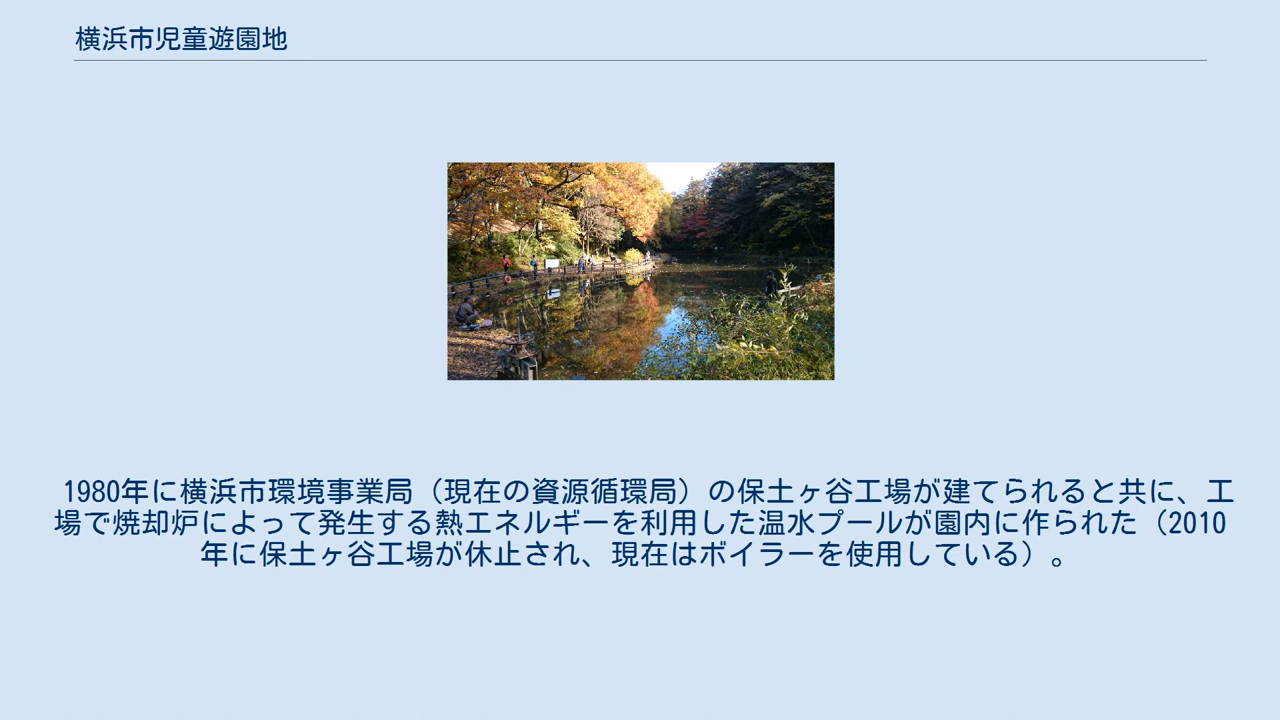 横浜市児童遊園地
1980年に横浜市環境事業局（現在の資源循環局）の保土ヶ谷工場が建てられると共に、工
場で焼却炉によって発生する熱エネルギーを利用した温水プールが園内に作られた（2010
年に保土ヶ谷工場が休止され、現在はボイラーを使用している）。